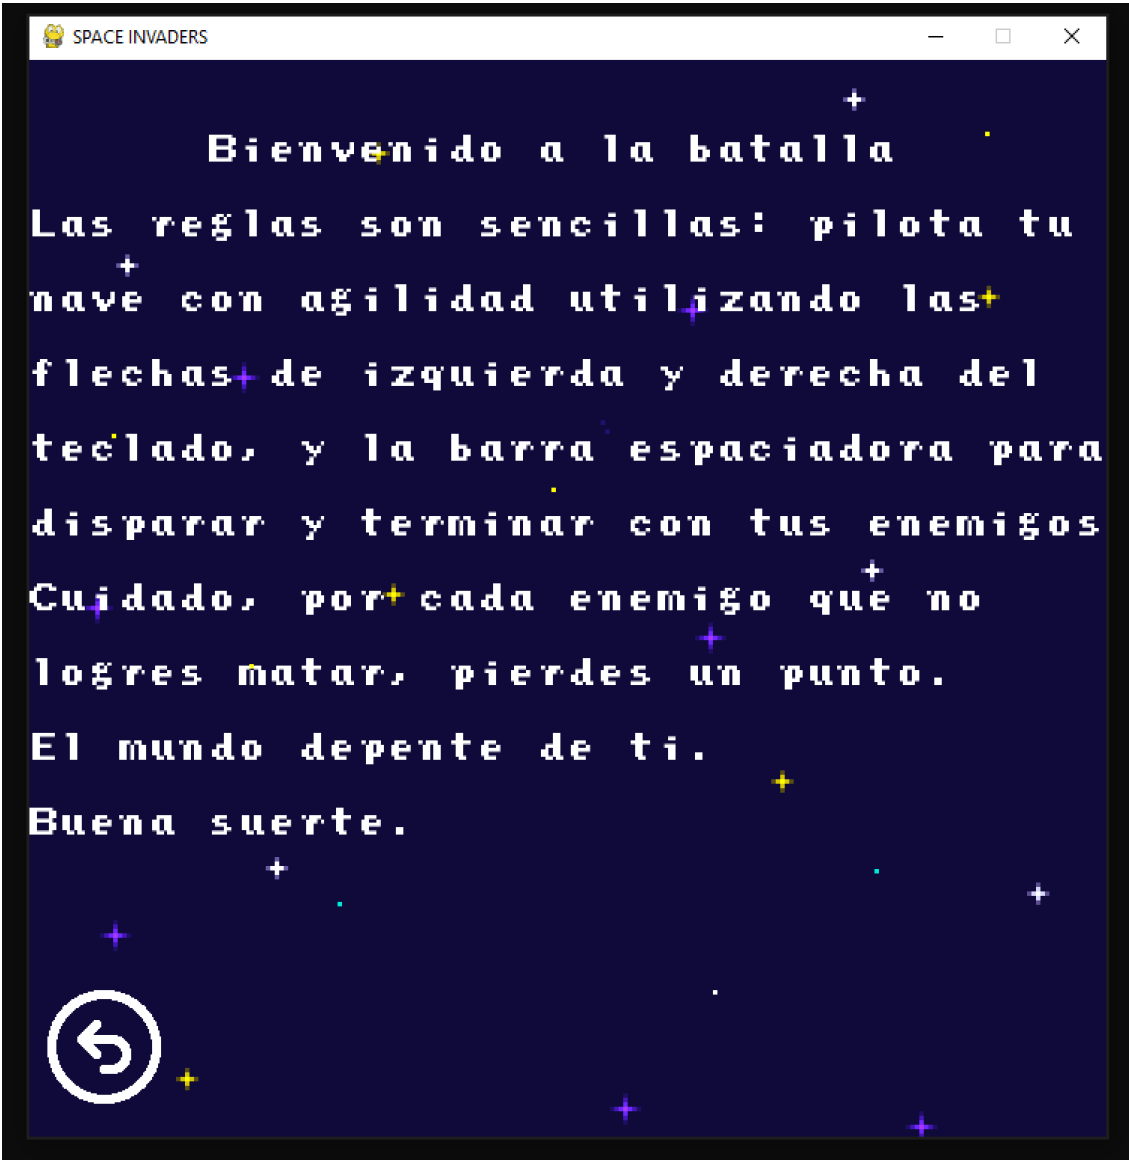 SPACE INVADERS
Bienvenido a la batalla
Las reglas son sencillas: pilota tu
nave con agilidad utilizando las
flechas de izquierda y derecha del
teclado, y la barra espaciadora para
disparar y terminar con tus enemigos
Cuidado, por cada enemigo que no
logres matar, pierdes un punto.
El mundo depente de ti.
Buena suerte.